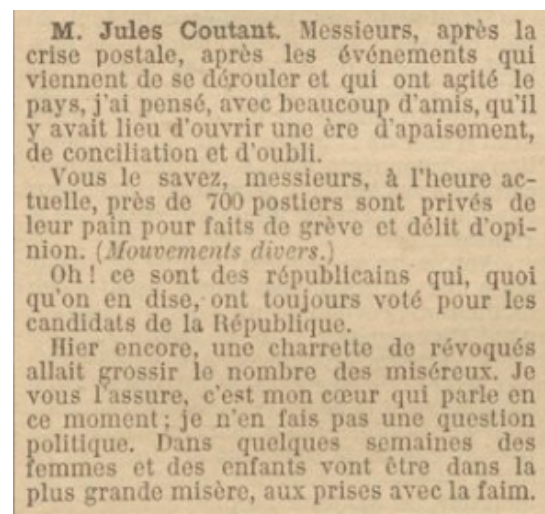 M. Jules Coutant. Messieurs, après la
crise postale, après les événements qui
viennent de se dérouler et qui ont agité le
pays, j'ai pensé, avec beaucoup d'amis, qu'il
y avait lieu d'ouvrir une ère d'apaisement,
de conciliation et d'oubli.
Vous le savez, messieurs, à l'heure ac-
tuelle, près de 700 postiers sont privés de
leur pain pour faits de grève et délit d'opi-
nion. (Mouvements divers.)
Oh! ce sont des républicains qui, quoi
qu'on en dise, ont toujours voté pour les
candidats de la République.
Hier encore, une charrette de révoqués
allait grossir le nombre des miséreux. Je
vous l'assure, c'est mon cœur qui parle en
ce moment; je n'en fais pas une question
politique. Dans quelques semaines des
femmes et des enfants vont être dans la
plus grande misère, aux prises avec la faim.